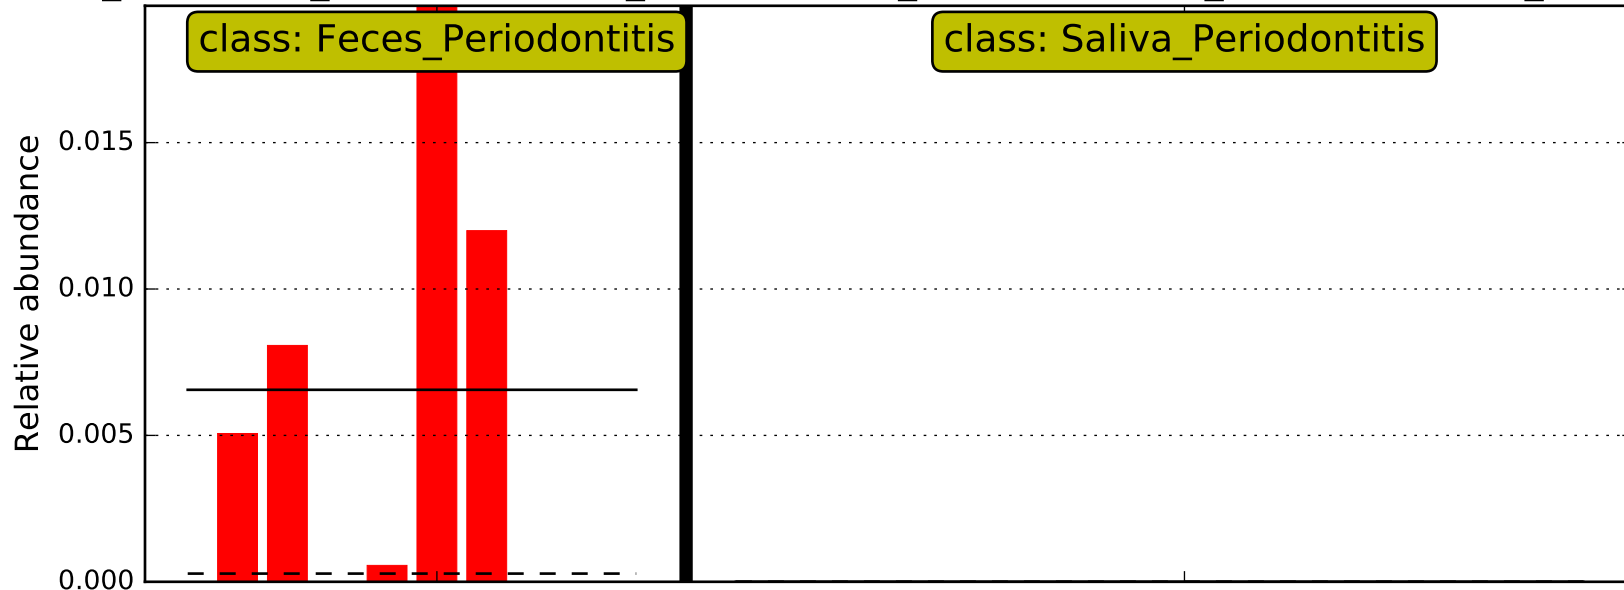 class: Feces_Periodontitis
class: Saliva_Periodontitis
Relative abundance
0.015
0.010
0.005
0.000